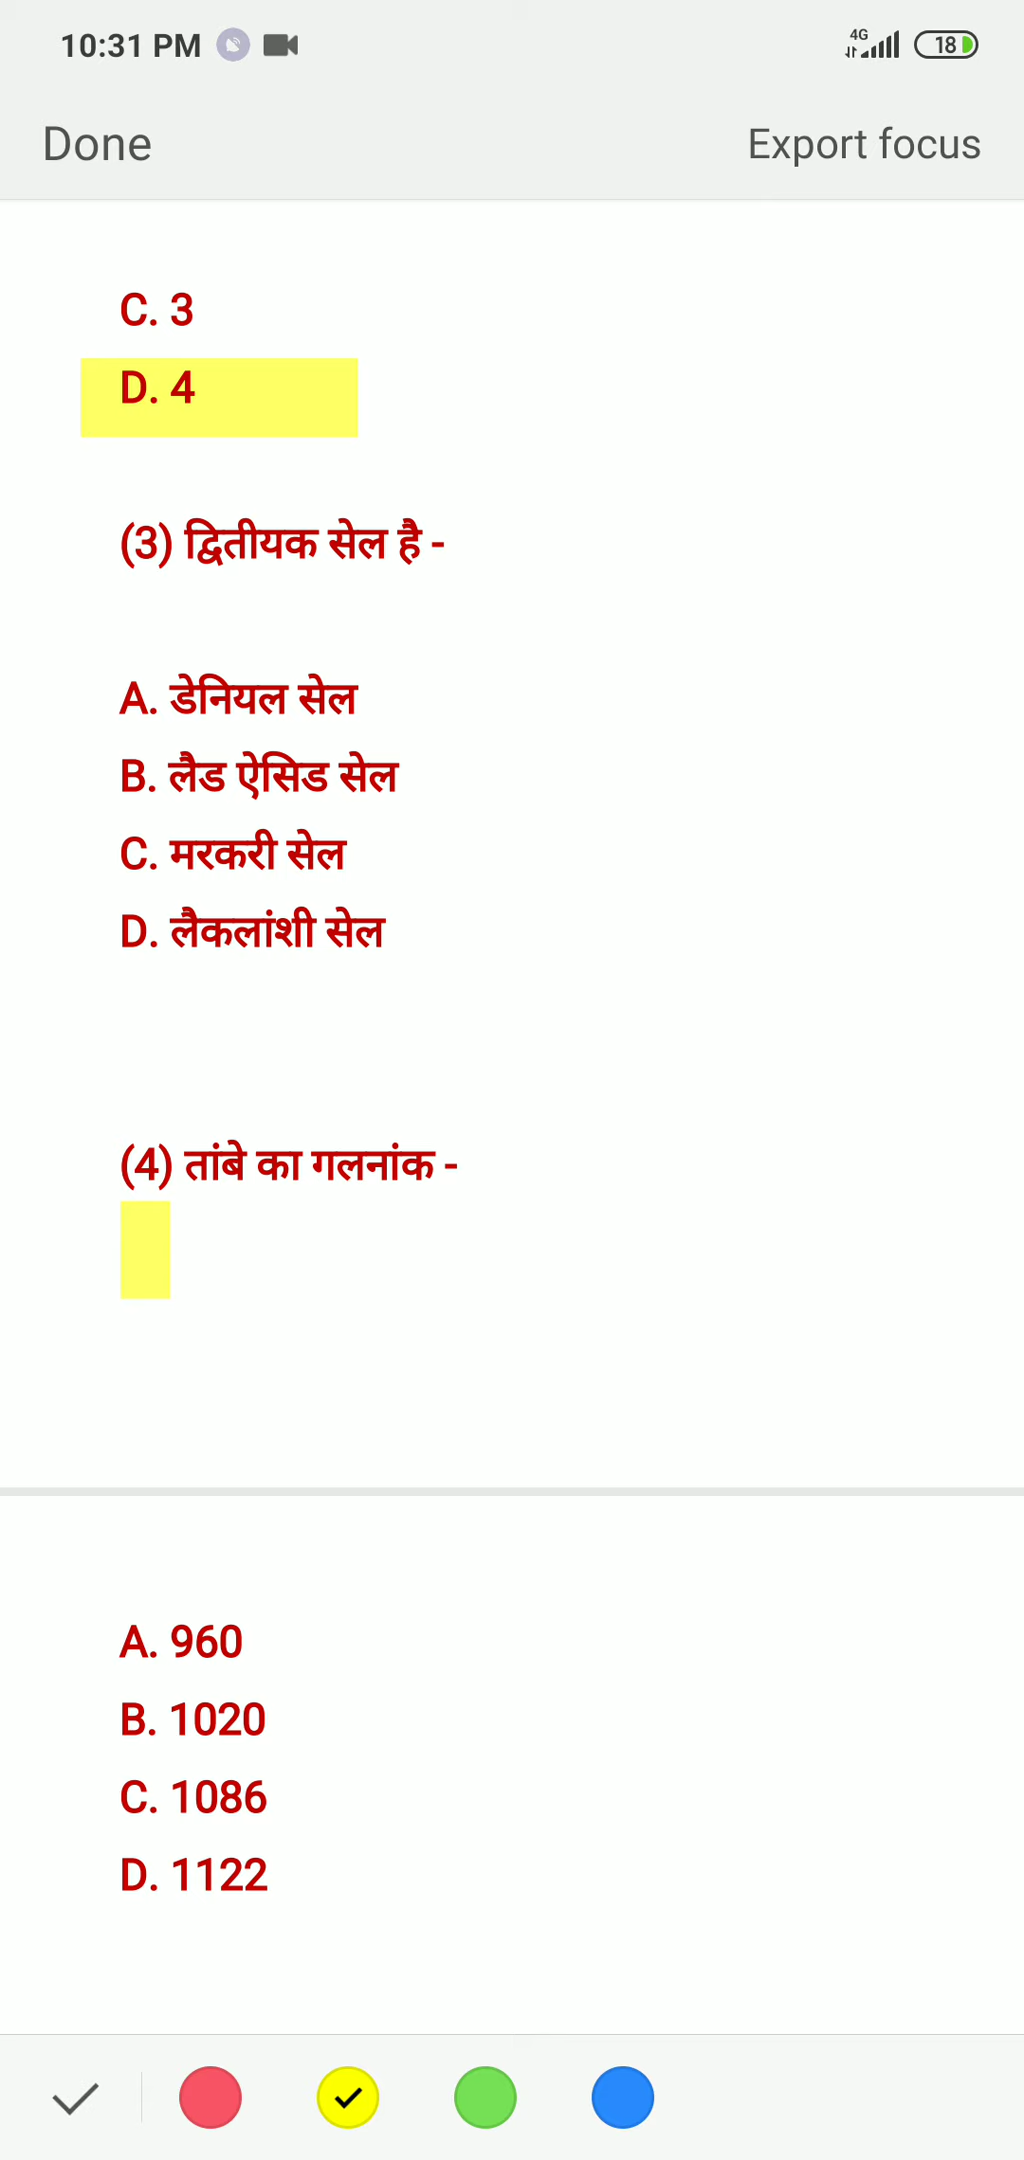 10:31 PM 4G 18
Done Export focus
C. 3
D. 4
(3) द्वितीयक सेल है -
A. डेनियल सेल
B. लैड ऐसिड सेल
C. मरकरी सेल
D. लैकलांशी सेल
(4) तांबे का गलनांक -
A. 960
B. 1020
C. 1086
D. 1122